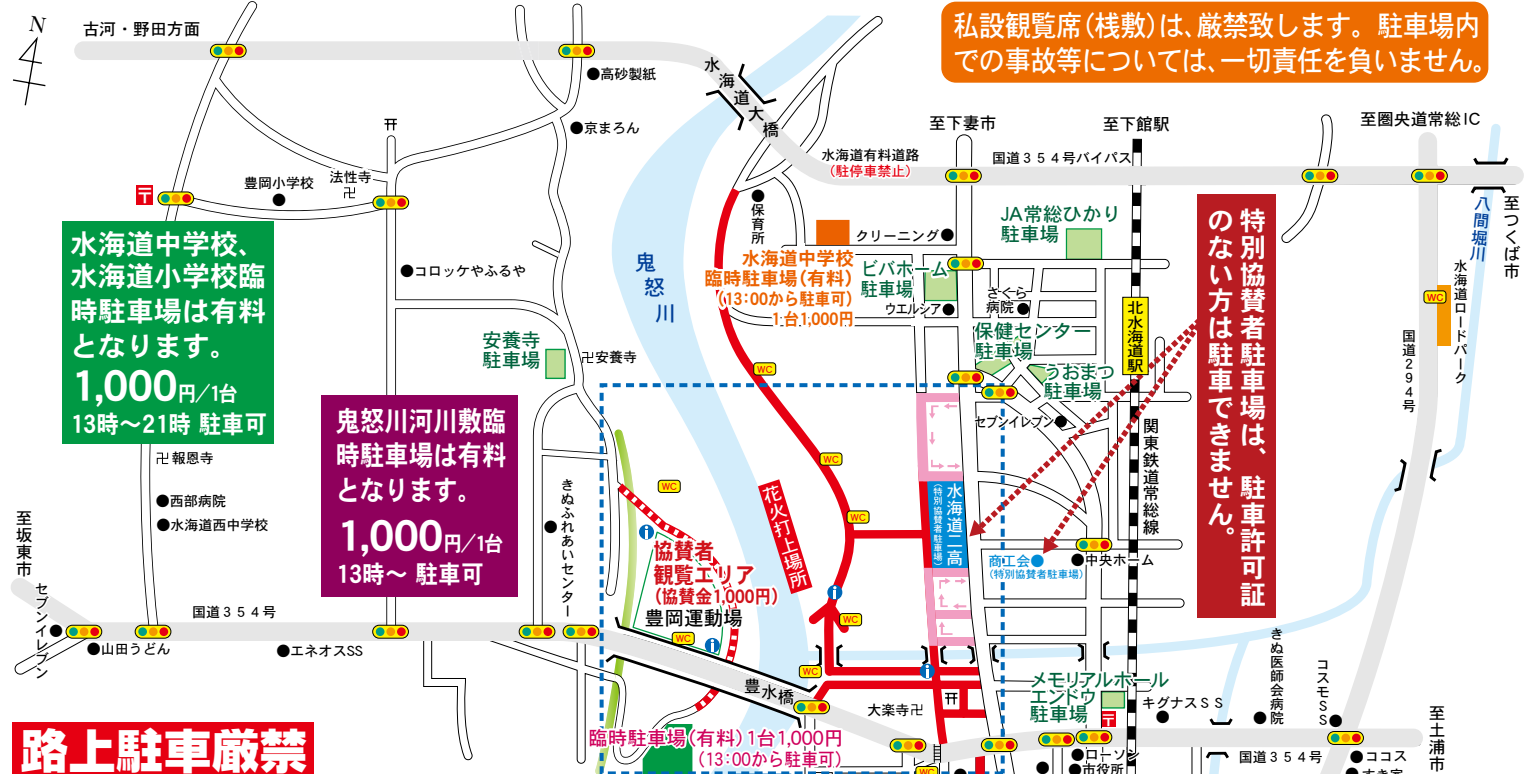 N
古河・野田方面
私設観覧席(桟敷)は、厳禁致します。駐車場内
での事故等については、一切責任を負いません。
高砂製紙
水海道大橋
京まろん
至下妻市
至下館駅
至圏央道常総IC
水海道有料道路
(駐停車禁止)
国道354号バイパス
豊岡小学校
法性寺
卍
保育所
JA常総ひかり
駐車場
八間堀川
至つくば市
クリーニング
水海道中学校
臨時駐車場(有料)
(13:00から駐車可)
1台1,000円
ビバホーム
駐車場
ウエルシア
さくら
病院
水海道中学校、
水海道小学校臨
時駐車場は有料
となります。
1,000円/1台
13時〜21時 駐車可
コロッケやふるや
鬼怒川
安養寺
駐車場
卍安養寺
保健センター
駐車場
うおまつ
駐車場
北水海道駅
特別協賛者駐車場は、駐車許可証
のない方は駐車できません。
WC
水海道ロードパーク
国道294号
セブンイレブン
関東鉄道常総線
WC
鬼怒川河川敷臨
時駐車場は有料
となります。
1,000円/1台
13時〜 駐車可
卍報恩寺
西部病院
水海道西中学校
きぬふれあいセンター
WC
WC
WC
花火打上場所
水海道二高
(特別協賛者駐車場)
商工会
(特別協賛者駐車場)
中央ホーム
協賛者
観覧エリア
(協賛金1,000円)
豊岡運動場
WC
WC
WC
至坂東市
セブンイレブン
国道354号
山田うどん
エネオスSS
豊水橋
大楽寺卍
メモリアルホール
エンドウ
駐車場
キグナスSS
きぬ医師会病院
コスモSS
至土浦市
路上駐車厳禁
臨時駐車場(有料)1台1,000円
(13:00から駐車可)
WC
ローソン
市役所
国道354号
ココス